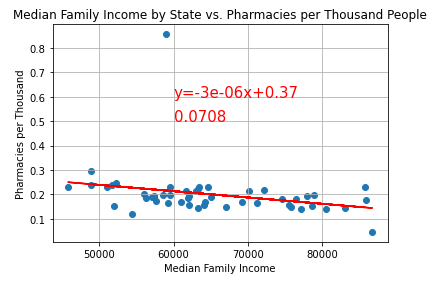 Median Family Income by State vs. Pharmacies per Thousand People
0.8
0.7
0.6
0.5
0.4
0.3
0.2
0.1
Pharmacies per Thousand
y=-3e-06x+0.37
0.0708
50000 60000 70000 80000
Median Family Income